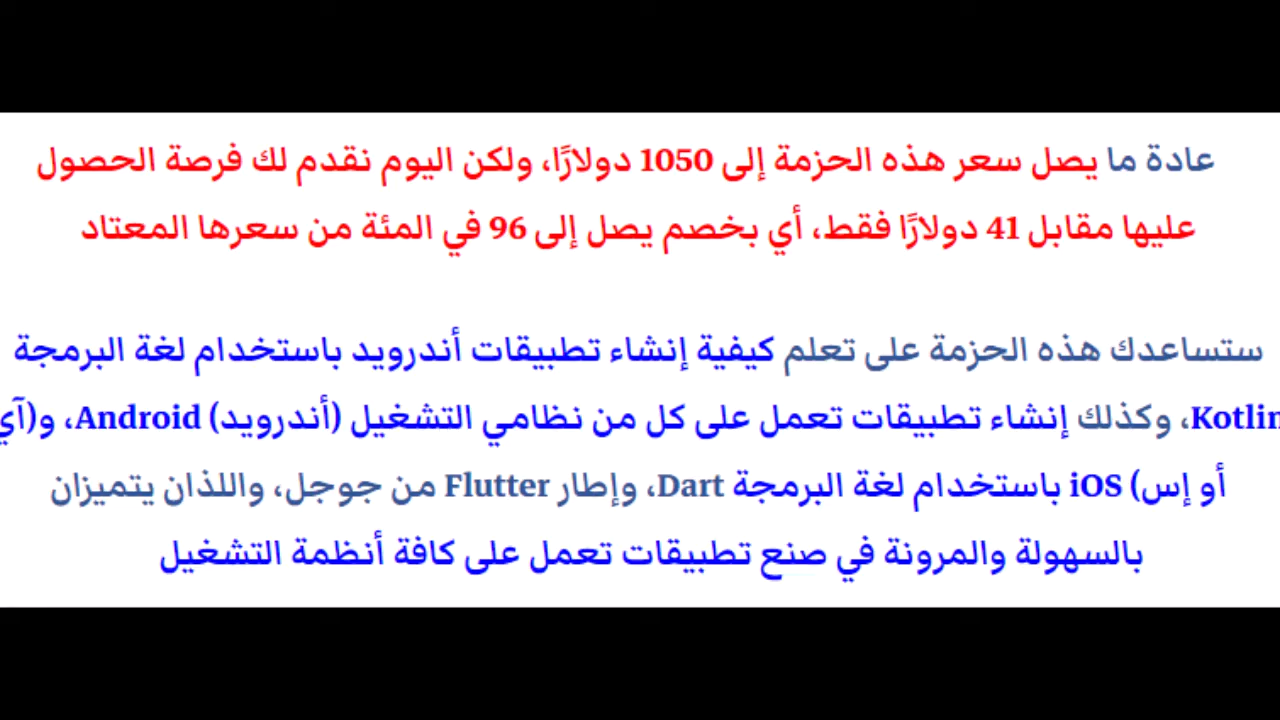 عادة ما يصل سعر هذه الحزمة إلى 1050 دولارًا، ولكن اليوم نقدم لك فرصة الحصول
عليها مقابل 41 دولارًا فقط، أي بخصم يصل إلى 96 في المئة من سعرها المعتاد
ستساعدك هذه الحزمة على تعلم كيفية إنشاء تطبيقات أندرويد باستخدام لغة البرمجة
Kotlin، وكذلك إنشاء تطبيقات تعمل على كل من نظامي التشغيل (أندرويد) Android، و(آي
أو إس) iOS باستخدام لغة البرمجة Dart، وإطار Flutter من جوجل، واللذان يتميزان
بالسهولة والمرونة في صنع تطبيقات تعمل على كافة أنظمة التشغيل